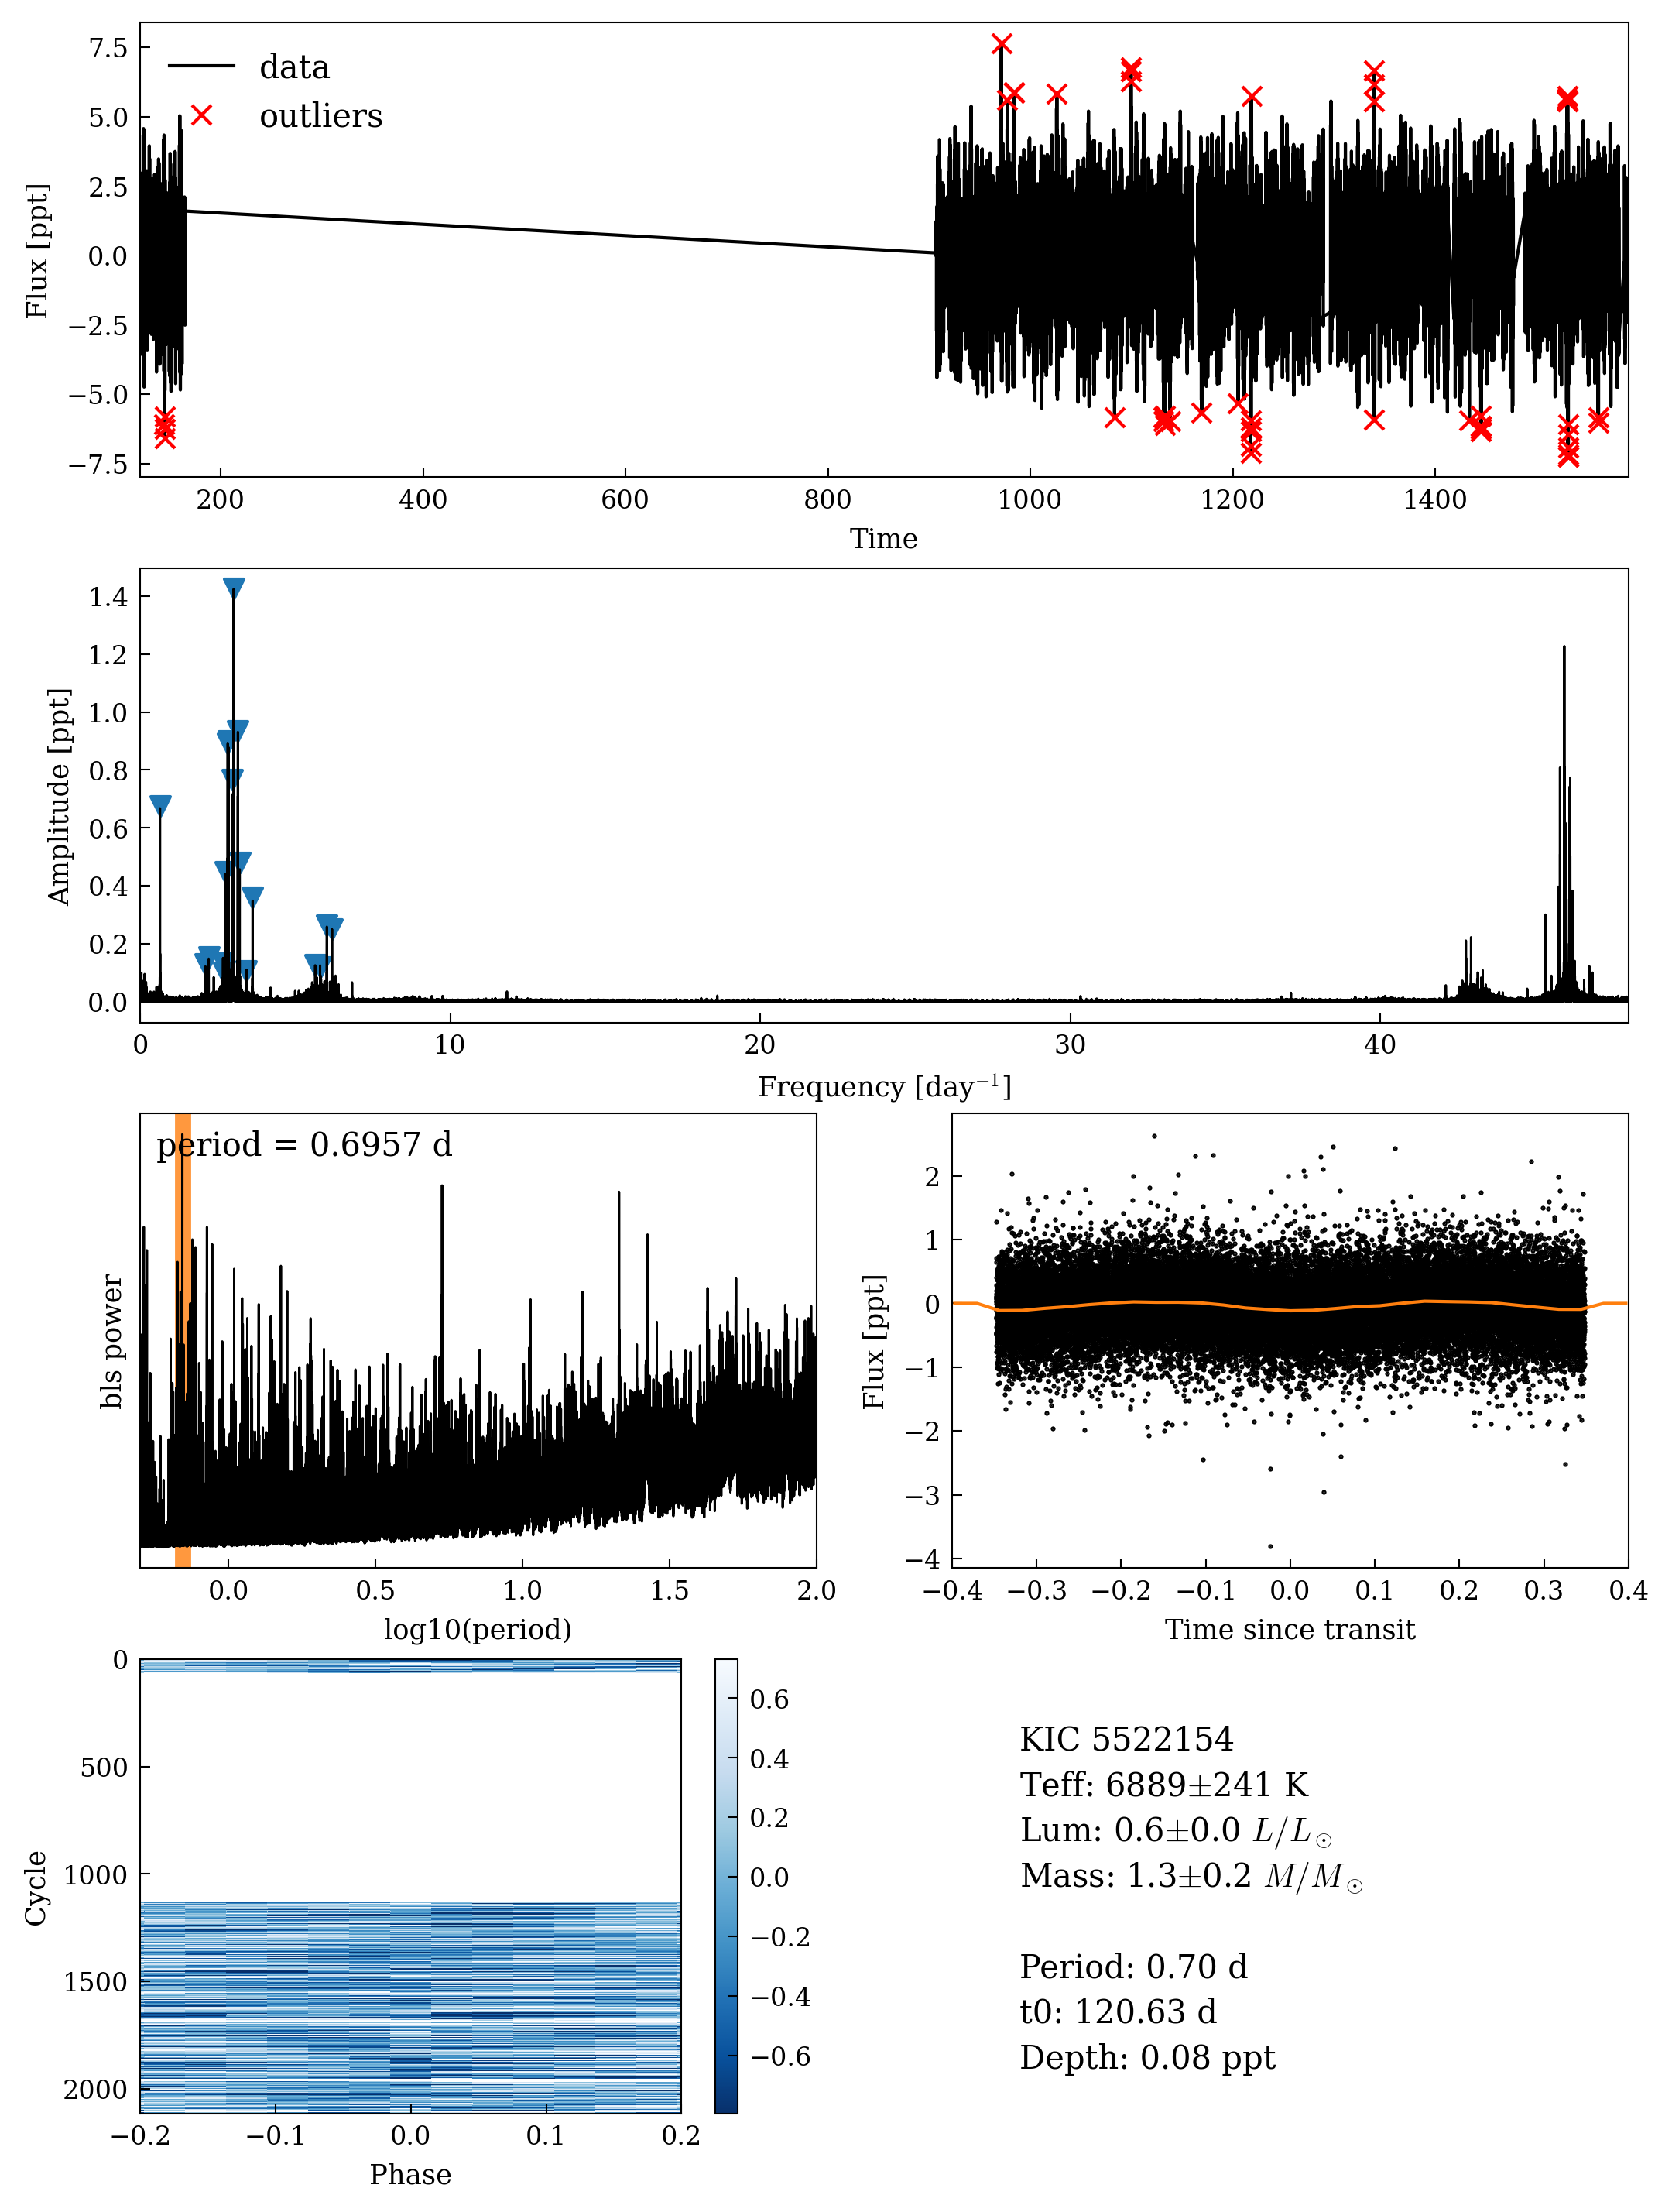 7.5
5.0
2.5
0.0
−2.5
−5.0
−7.5
Flux [ppt]
data
outliers
200 400 600 800 1000 1200 1400
Time
1.4
1.2
1.0
0.8
0.6
0.4
0.2
0.0
Amplitude [ppt]
0 10 20 30 40
Frequency [day⁻¹]
period = 0.6957 d
bls power
0.0 0.5 1.0 1.5 2.0
log10(period)
2
1
0
−1
−2
−3
−4
Flux [ppt]
−0.4 −0.3 −0.2 −0.1 0.0 0.1 0.2 0.3 0.4
Time since transit
0
500
1000
1500
2000
Cycle
−0.2 −0.1 0.0 0.1 0.2
Phase
0.6
0.4
0.2
0.0
−0.2
−0.4
−0.6
KIC 5522154
Teff: 6889±241 K
Lum: 0.6±0.0 L/L⊙
Mass: 1.3±0.2 M/M⊙
Period: 0.70 d
t0: 120.63 d
Depth: 0.08 ppt